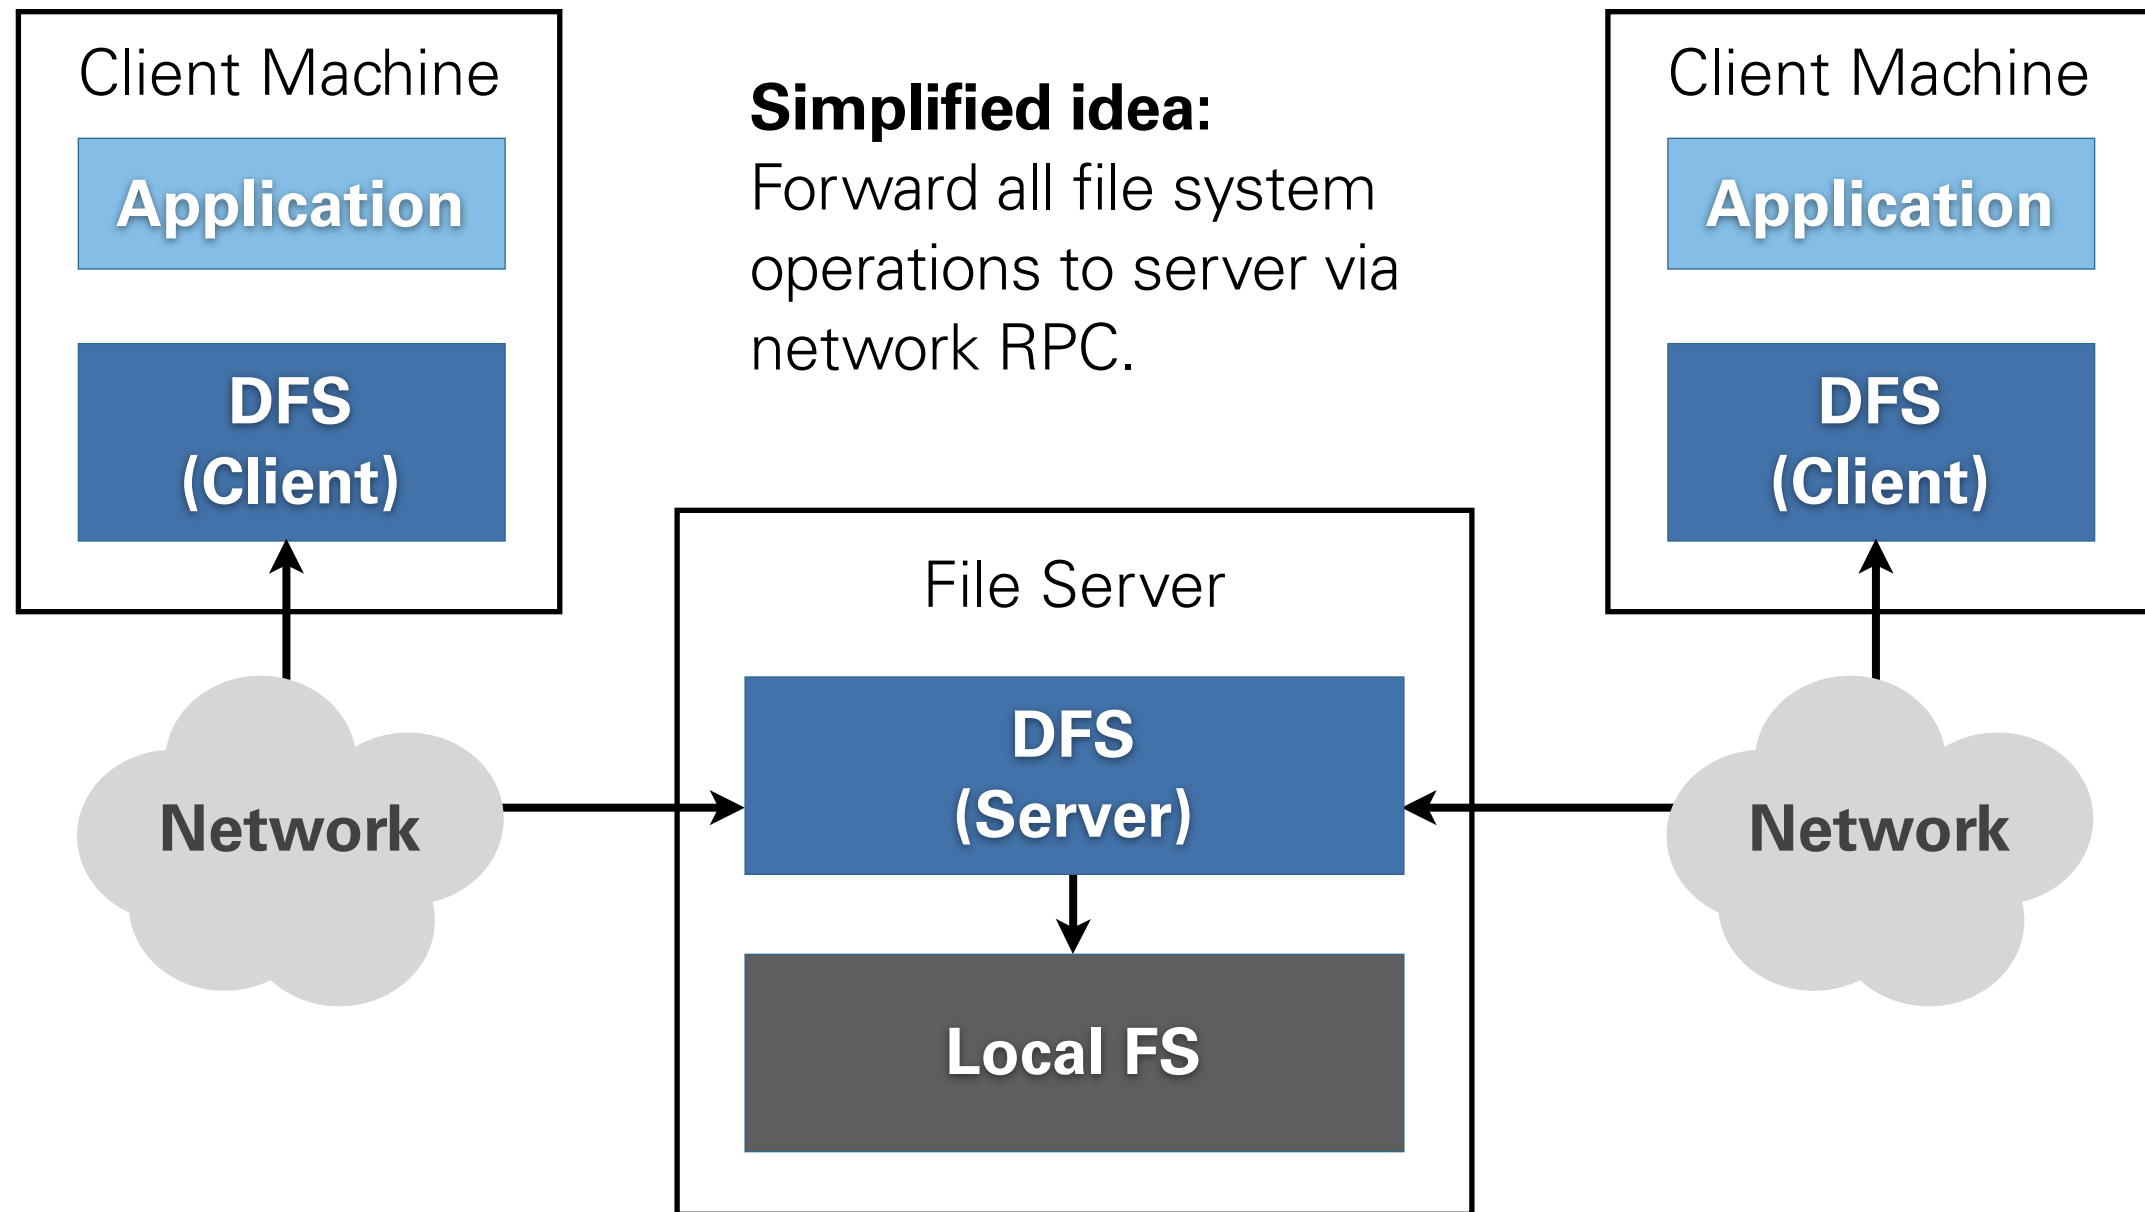 Client Machine
Application
DFS
(Client)
Network
Simplified idea:
Forward all file system
operations to server via
network RPC.
File Server
DFS
(Server)
Local FS
Client Machine
Application
DFS
(Client)
Network